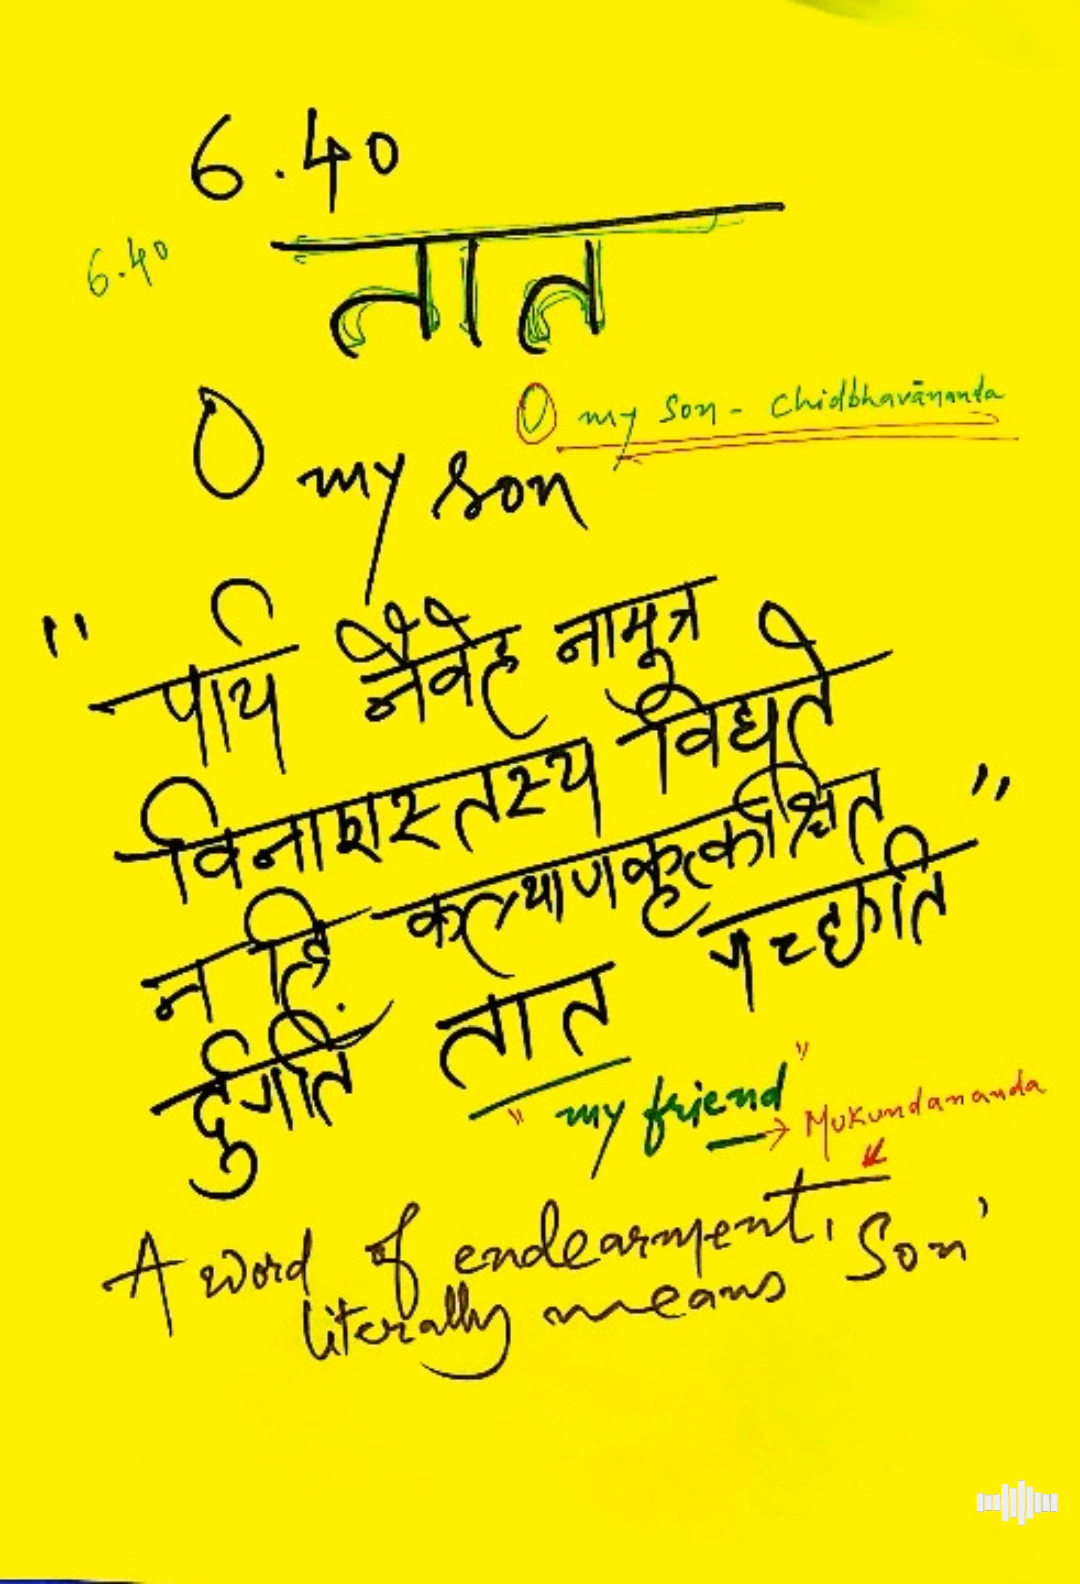 6.40
6.40
तात
O my son - Chidbhavānanda
O my son
" पार्थ नैवेह नामुत्र
विनाशस्तस्य विद्यते
न हि कल्याणकृत्कश्चित "
दुर्गतिं तात गच्छति
"my friend" → Mukundananda
A word of endearment,
literally means 'Son'